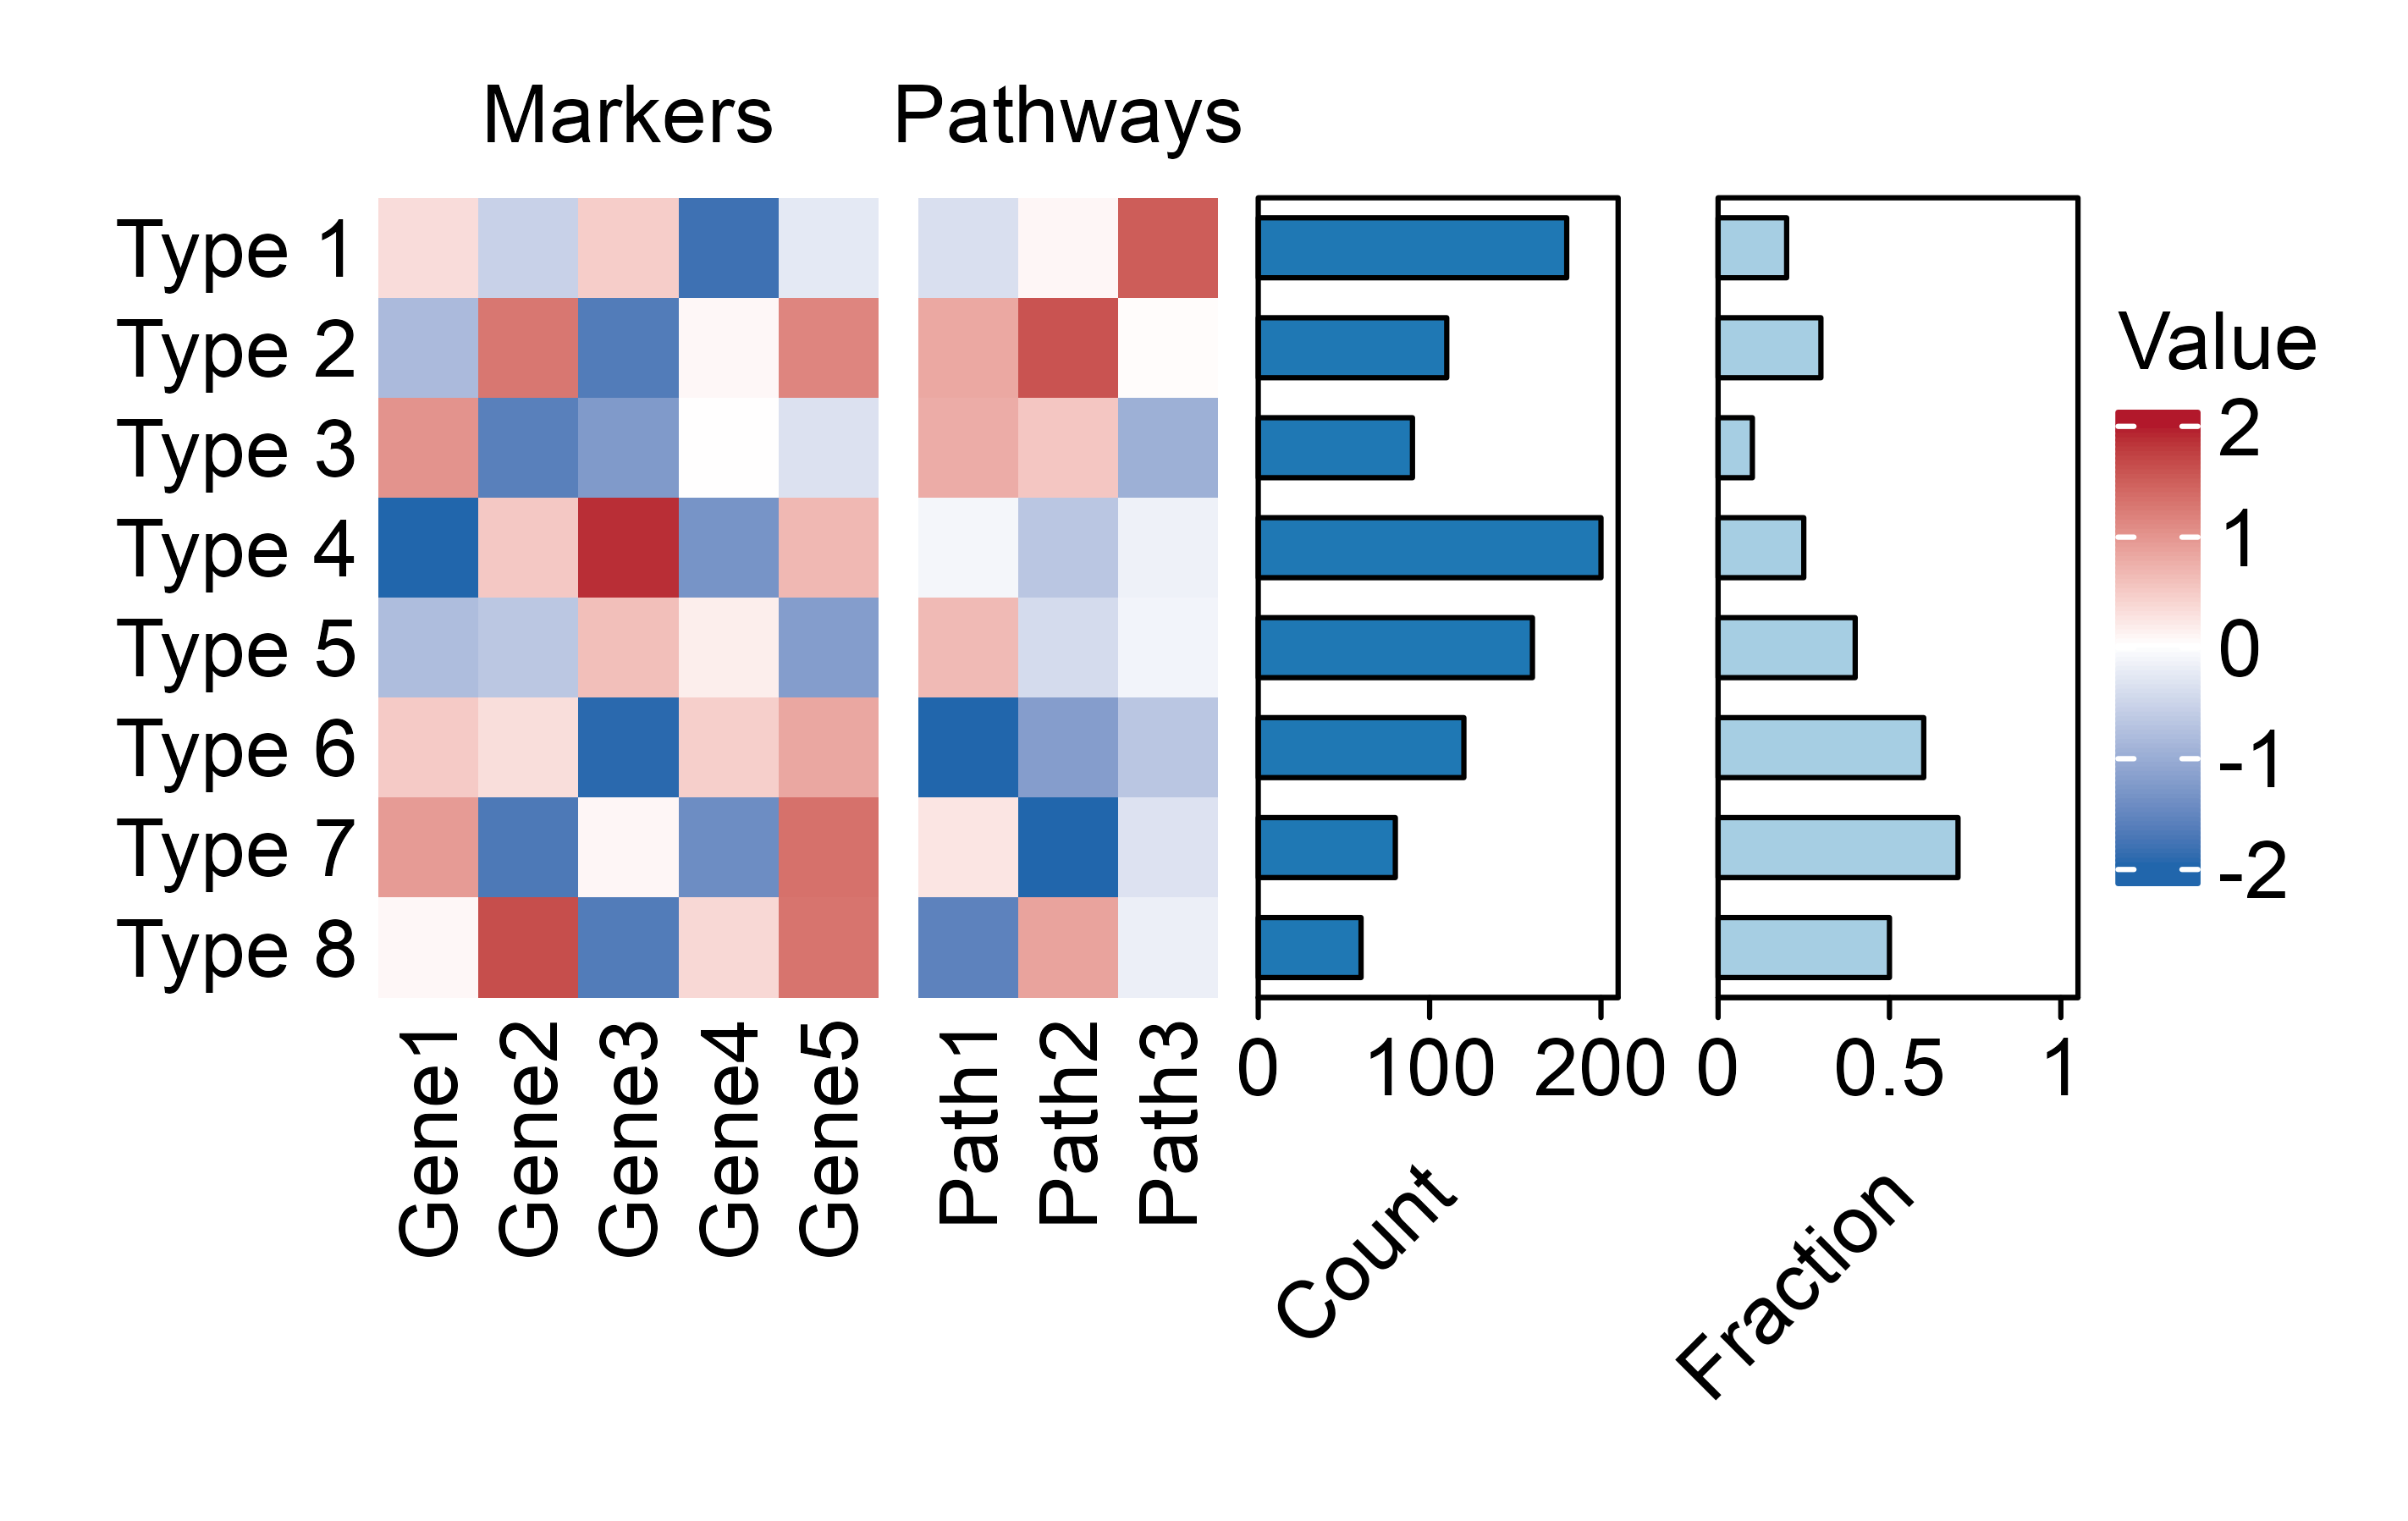 Markers Pathways
Type 1
Type 2
Type 3
Type 4
Type 5
Type 6
Type 7
Type 8
Gene1
Gene2
Gene3
Gene4
Gene5
Path1
Path2
Path3
0 100 200
Count
0 0.5 1
Fraction
Value
2
1
0
-1
-2